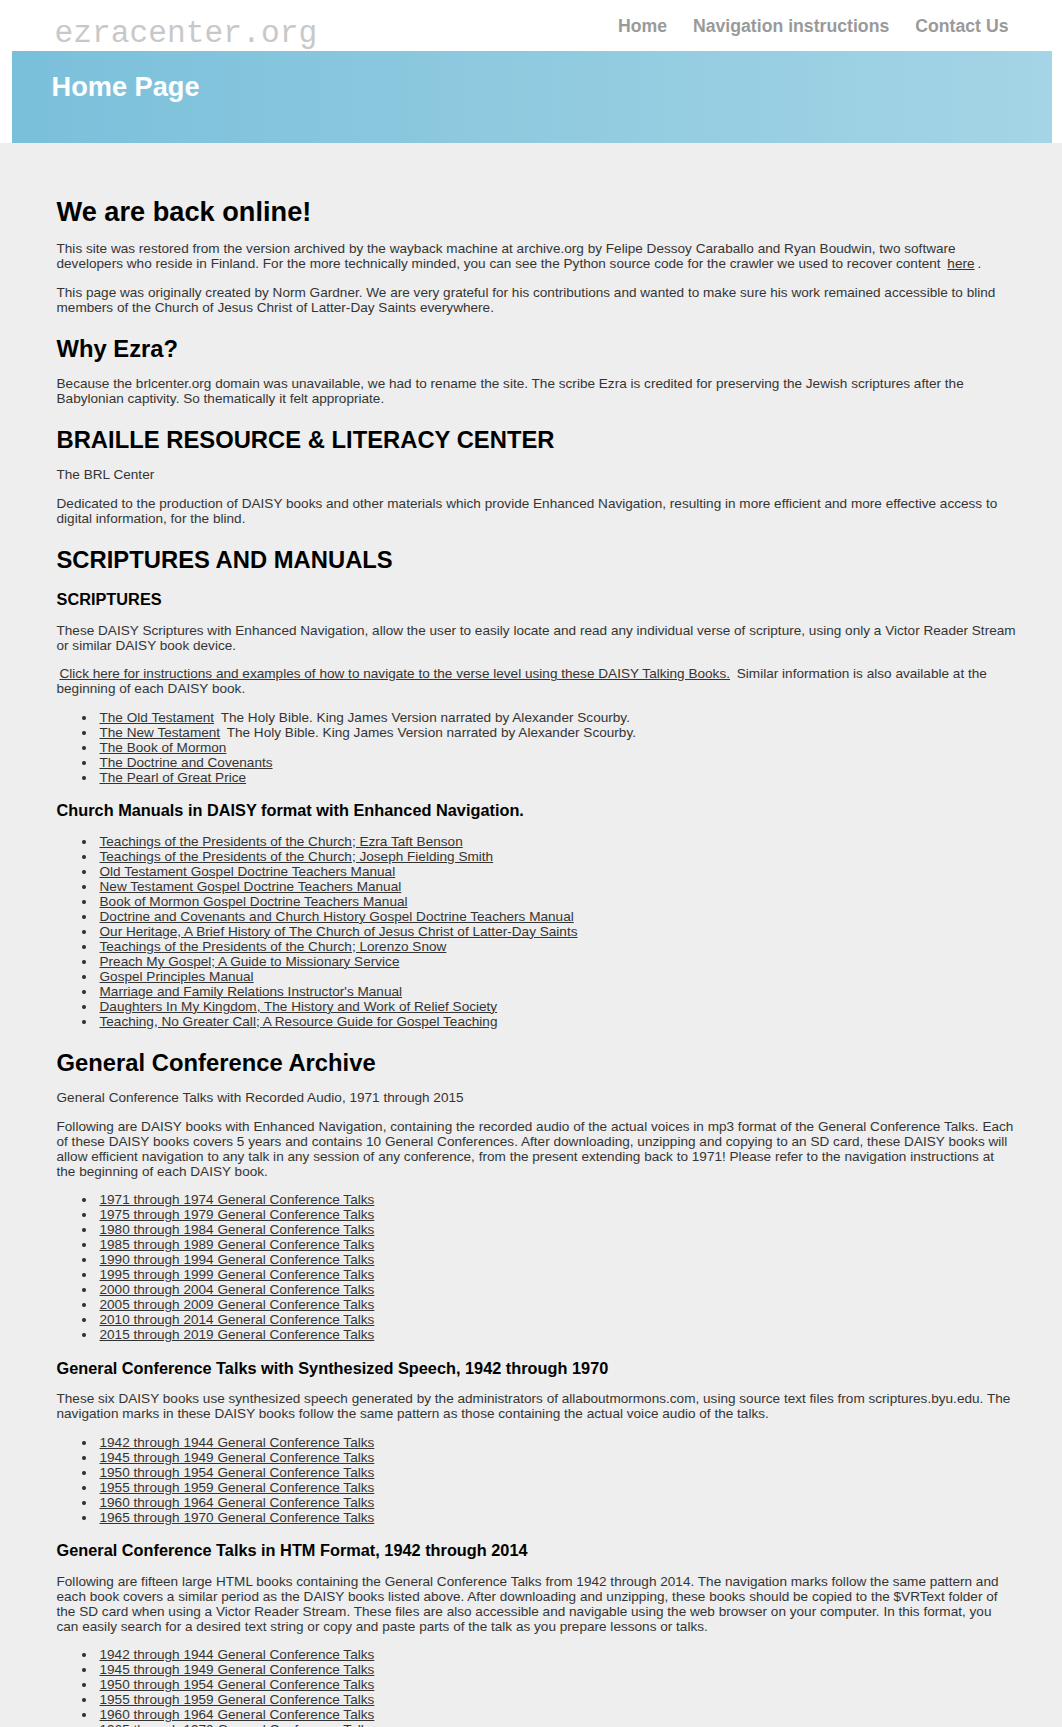 ezracenter.org
Home Navigation instructions Contact Us
Home Page
We are back online!
This site was restored from the version archived by the wayback machine at archive.org by Felipe Dessoy Caraballo and Ryan Boudwin, two software
developers who reside in Finland. For the more technically minded, you can see the Python source code for the crawler we used to recover content here .
This page was originally created by Norm Gardner. We are very grateful for his contributions and wanted to make sure his work remained accessible to blind
members of the Church of Jesus Christ of Latter-Day Saints everywhere.
Why Ezra?
Because the brlcenter.org domain was unavailable, we had to rename the site. The scribe Ezra is credited for preserving the Jewish scriptures after the
Babylonian captivity. So thematically it felt appropriate.
BRAILLE RESOURCE & LITERACY CENTER
The BRL Center
Dedicated to the production of DAISY books and other materials which provide Enhanced Navigation, resulting in more efficient and more effective access to
digital information, for the blind.
SCRIPTURES AND MANUALS
SCRIPTURES
These DAISY Scriptures with Enhanced Navigation, allow the user to easily locate and read any individual verse of scripture, using only a Victor Reader Stream
or similar DAISY book device.
Click here for instructions and examples of how to navigate to the verse level using these DAISY Talking Books. Similar information is also available at the
beginning of each DAISY book.
• The Old Testament The Holy Bible. King James Version narrated by Alexander Scourby.
• The New Testament The Holy Bible. King James Version narrated by Alexander Scourby.
• The Book of Mormon
• The Doctrine and Covenants
• The Pearl of Great Price
Church Manuals in DAISY format with Enhanced Navigation.
• Teachings of the Presidents of the Church; Ezra Taft Benson
• Teachings of the Presidents of the Church; Joseph Fielding Smith
• Old Testament Gospel Doctrine Teachers Manual
• New Testament Gospel Doctrine Teachers Manual
• Book of Mormon Gospel Doctrine Teachers Manual
• Doctrine and Covenants and Church History Gospel Doctrine Teachers Manual
• Our Heritage, A Brief History of The Church of Jesus Christ of Latter-Day Saints
• Teachings of the Presidents of the Church; Lorenzo Snow
• Preach My Gospel; A Guide to Missionary Service
• Gospel Principles Manual
• Marriage and Family Relations Instructor's Manual
• Daughters In My Kingdom, The History and Work of Relief Society
• Teaching, No Greater Call; A Resource Guide for Gospel Teaching
General Conference Archive
General Conference Talks with Recorded Audio, 1971 through 2015
Following are DAISY books with Enhanced Navigation, containing the recorded audio of the actual voices in mp3 format of the General Conference Talks. Each
of these DAISY books covers 5 years and contains 10 General Conferences. After downloading, unzipping and copying to an SD card, these DAISY books will
allow efficient navigation to any talk in any session of any conference, from the present extending back to 1971! Please refer to the navigation instructions at
the beginning of each DAISY book.
• 1971 through 1974 General Conference Talks
• 1975 through 1979 General Conference Talks
• 1980 through 1984 General Conference Talks
• 1985 through 1989 General Conference Talks
• 1990 through 1994 General Conference Talks
• 1995 through 1999 General Conference Talks
• 2000 through 2004 General Conference Talks
• 2005 through 2009 General Conference Talks
• 2010 through 2014 General Conference Talks
• 2015 through 2019 General Conference Talks
General Conference Talks with Synthesized Speech, 1942 through 1970
These six DAISY books use synthesized speech generated by the administrators of allaboutmormons.com, using source text files from scriptures.byu.edu. The
navigation marks in these DAISY books follow the same pattern as those containing the actual voice audio of the talks.
• 1942 through 1944 General Conference Talks
• 1945 through 1949 General Conference Talks
• 1950 through 1954 General Conference Talks
• 1955 through 1959 General Conference Talks
• 1960 through 1964 General Conference Talks
• 1965 through 1970 General Conference Talks
General Conference Talks in HTM Format, 1942 through 2014
Following are fifteen large HTML books containing the General Conference Talks from 1942 through 2014. The navigation marks follow the same pattern and
each book covers a similar period as the DAISY books listed above. After downloading and unzipping, these books should be copied to the $VRText folder of
the SD card when using a Victor Reader Stream. These files are also accessible and navigable using the web browser on your computer. In this format, you
can easily search for a desired text string or copy and paste parts of the talk as you prepare lessons or talks.
• 1942 through 1944 General Conference Talks
• 1945 through 1949 General Conference Talks
• 1950 through 1954 General Conference Talks
• 1955 through 1959 General Conference Talks
• 1960 through 1964 General Conference Talks